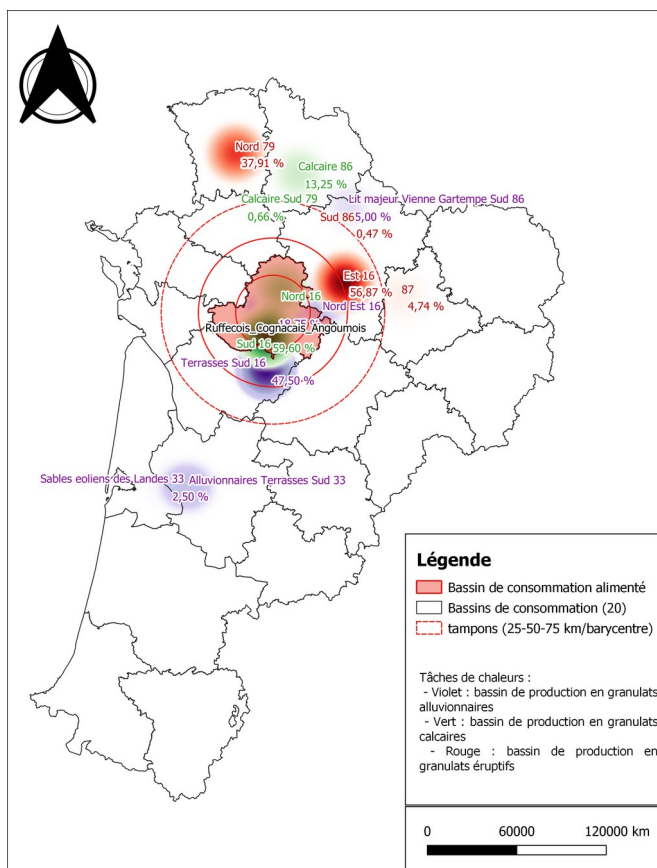 Nord 79
37,91 %
Calcaire 86
13,25 %
Calcaire Sud 79
0,66 %
Lit majeur Vienne Gartempe Sud 86
Sud 86
5,00 %
0,47 %
Est 16
56,87 %
87
4,74 %
Nord 16
Nord Est 16
18,75 %
Ruffecois_Cognacais_Angoumois
Sud 16
59,60 %
Terrasses Sud 16
47,50 %
Sables eoliens des Landes 33
Alluvionnaires Terrasses Sud 33
2,50 %
Légende
Bassin de consommation alimenté
Bassins de consommation (20)
tampons (25-50-75 km/barycentre)
Tâches de chaleurs :
- Violet : bassin de production en granulats
alluvionnaires
- Vert : bassin de production en granulats
calcaires
- Rouge : bassin de production en
granulats éruptifs
0 60000 120000 km